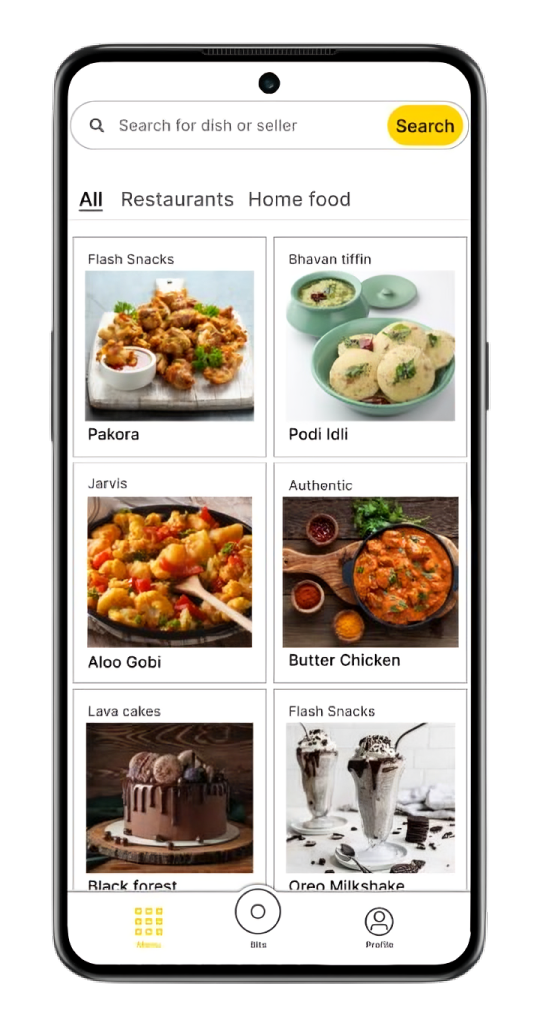 Search for dish or seller
Search
All Restaurants Home food
Flash Snacks
Pakora
Bhavan tiffin
Podi Idli
Jarvis
Aloo Gobi
Authentic
Butter Chicken
Lava cakes
Black forest
Flash Snacks
Oreo Milkshake
Menu
Bits
Profile